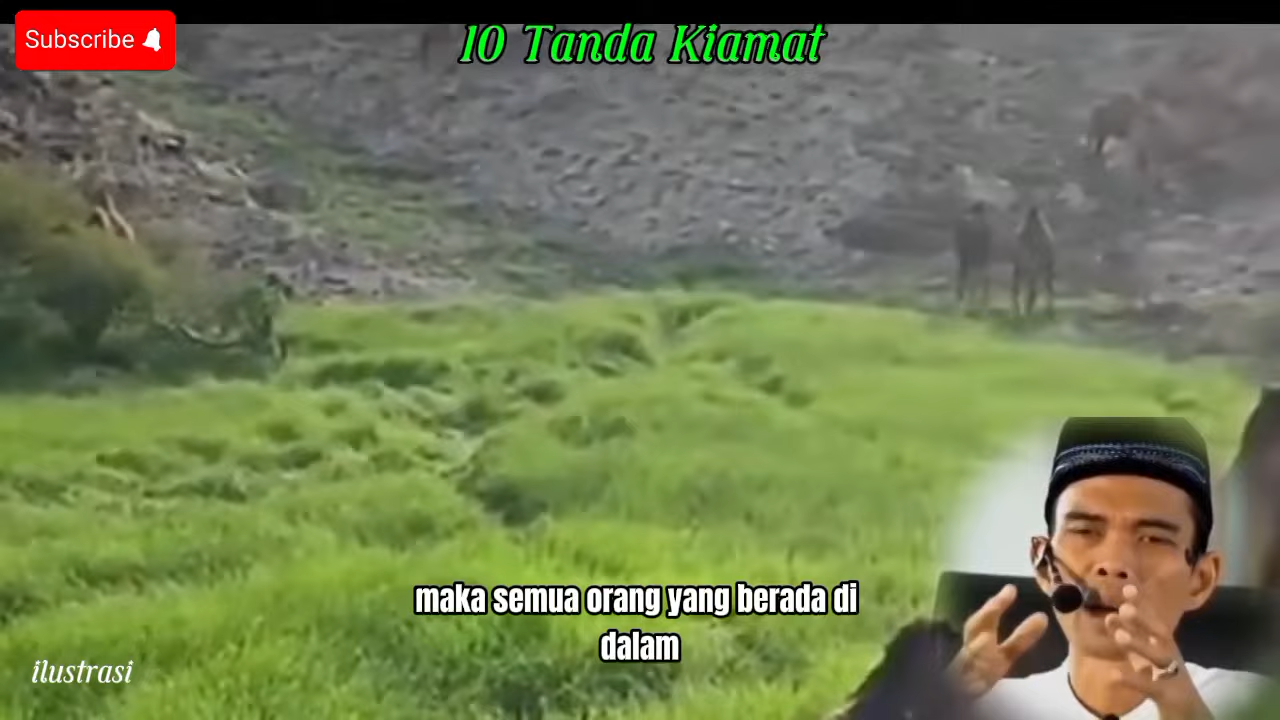 Subscribe
10 Tanda Kiamat
maka semua orang yang berada di
dalam
ilustrasi